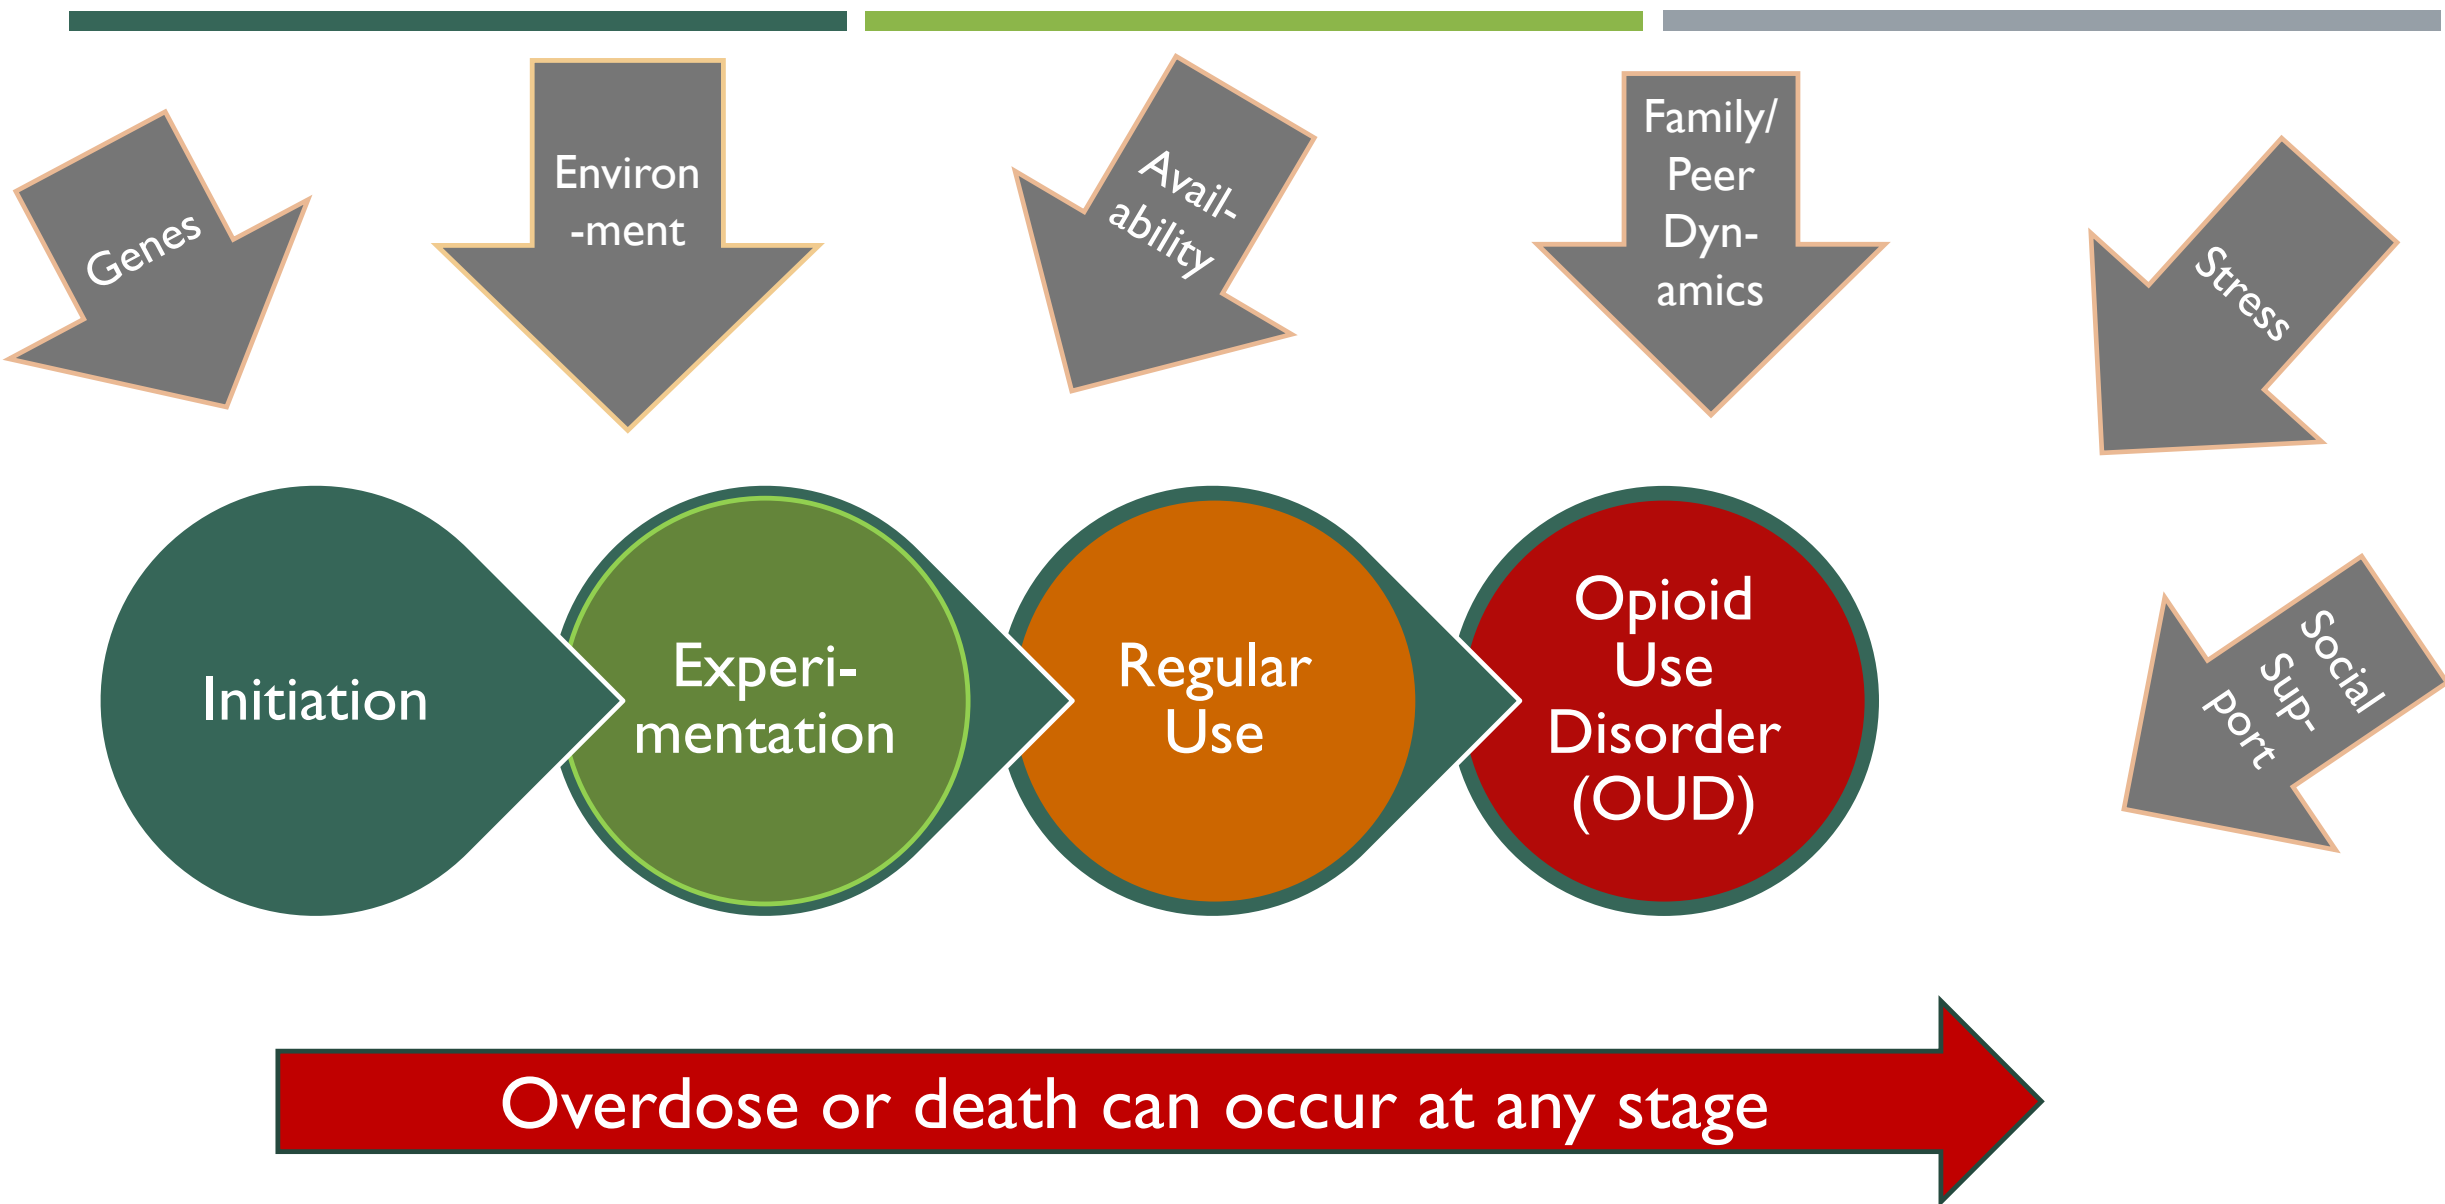 Genes
Environ
-ment
Avail-
ability
Family/
Peer
Dyn-
amics
Stress
Social
Sup-
port
Initiation
Experi-
mentation
Regular
Use
Opioid
Use
Disorder
(OUD)
Overdose or death can occur at any stage